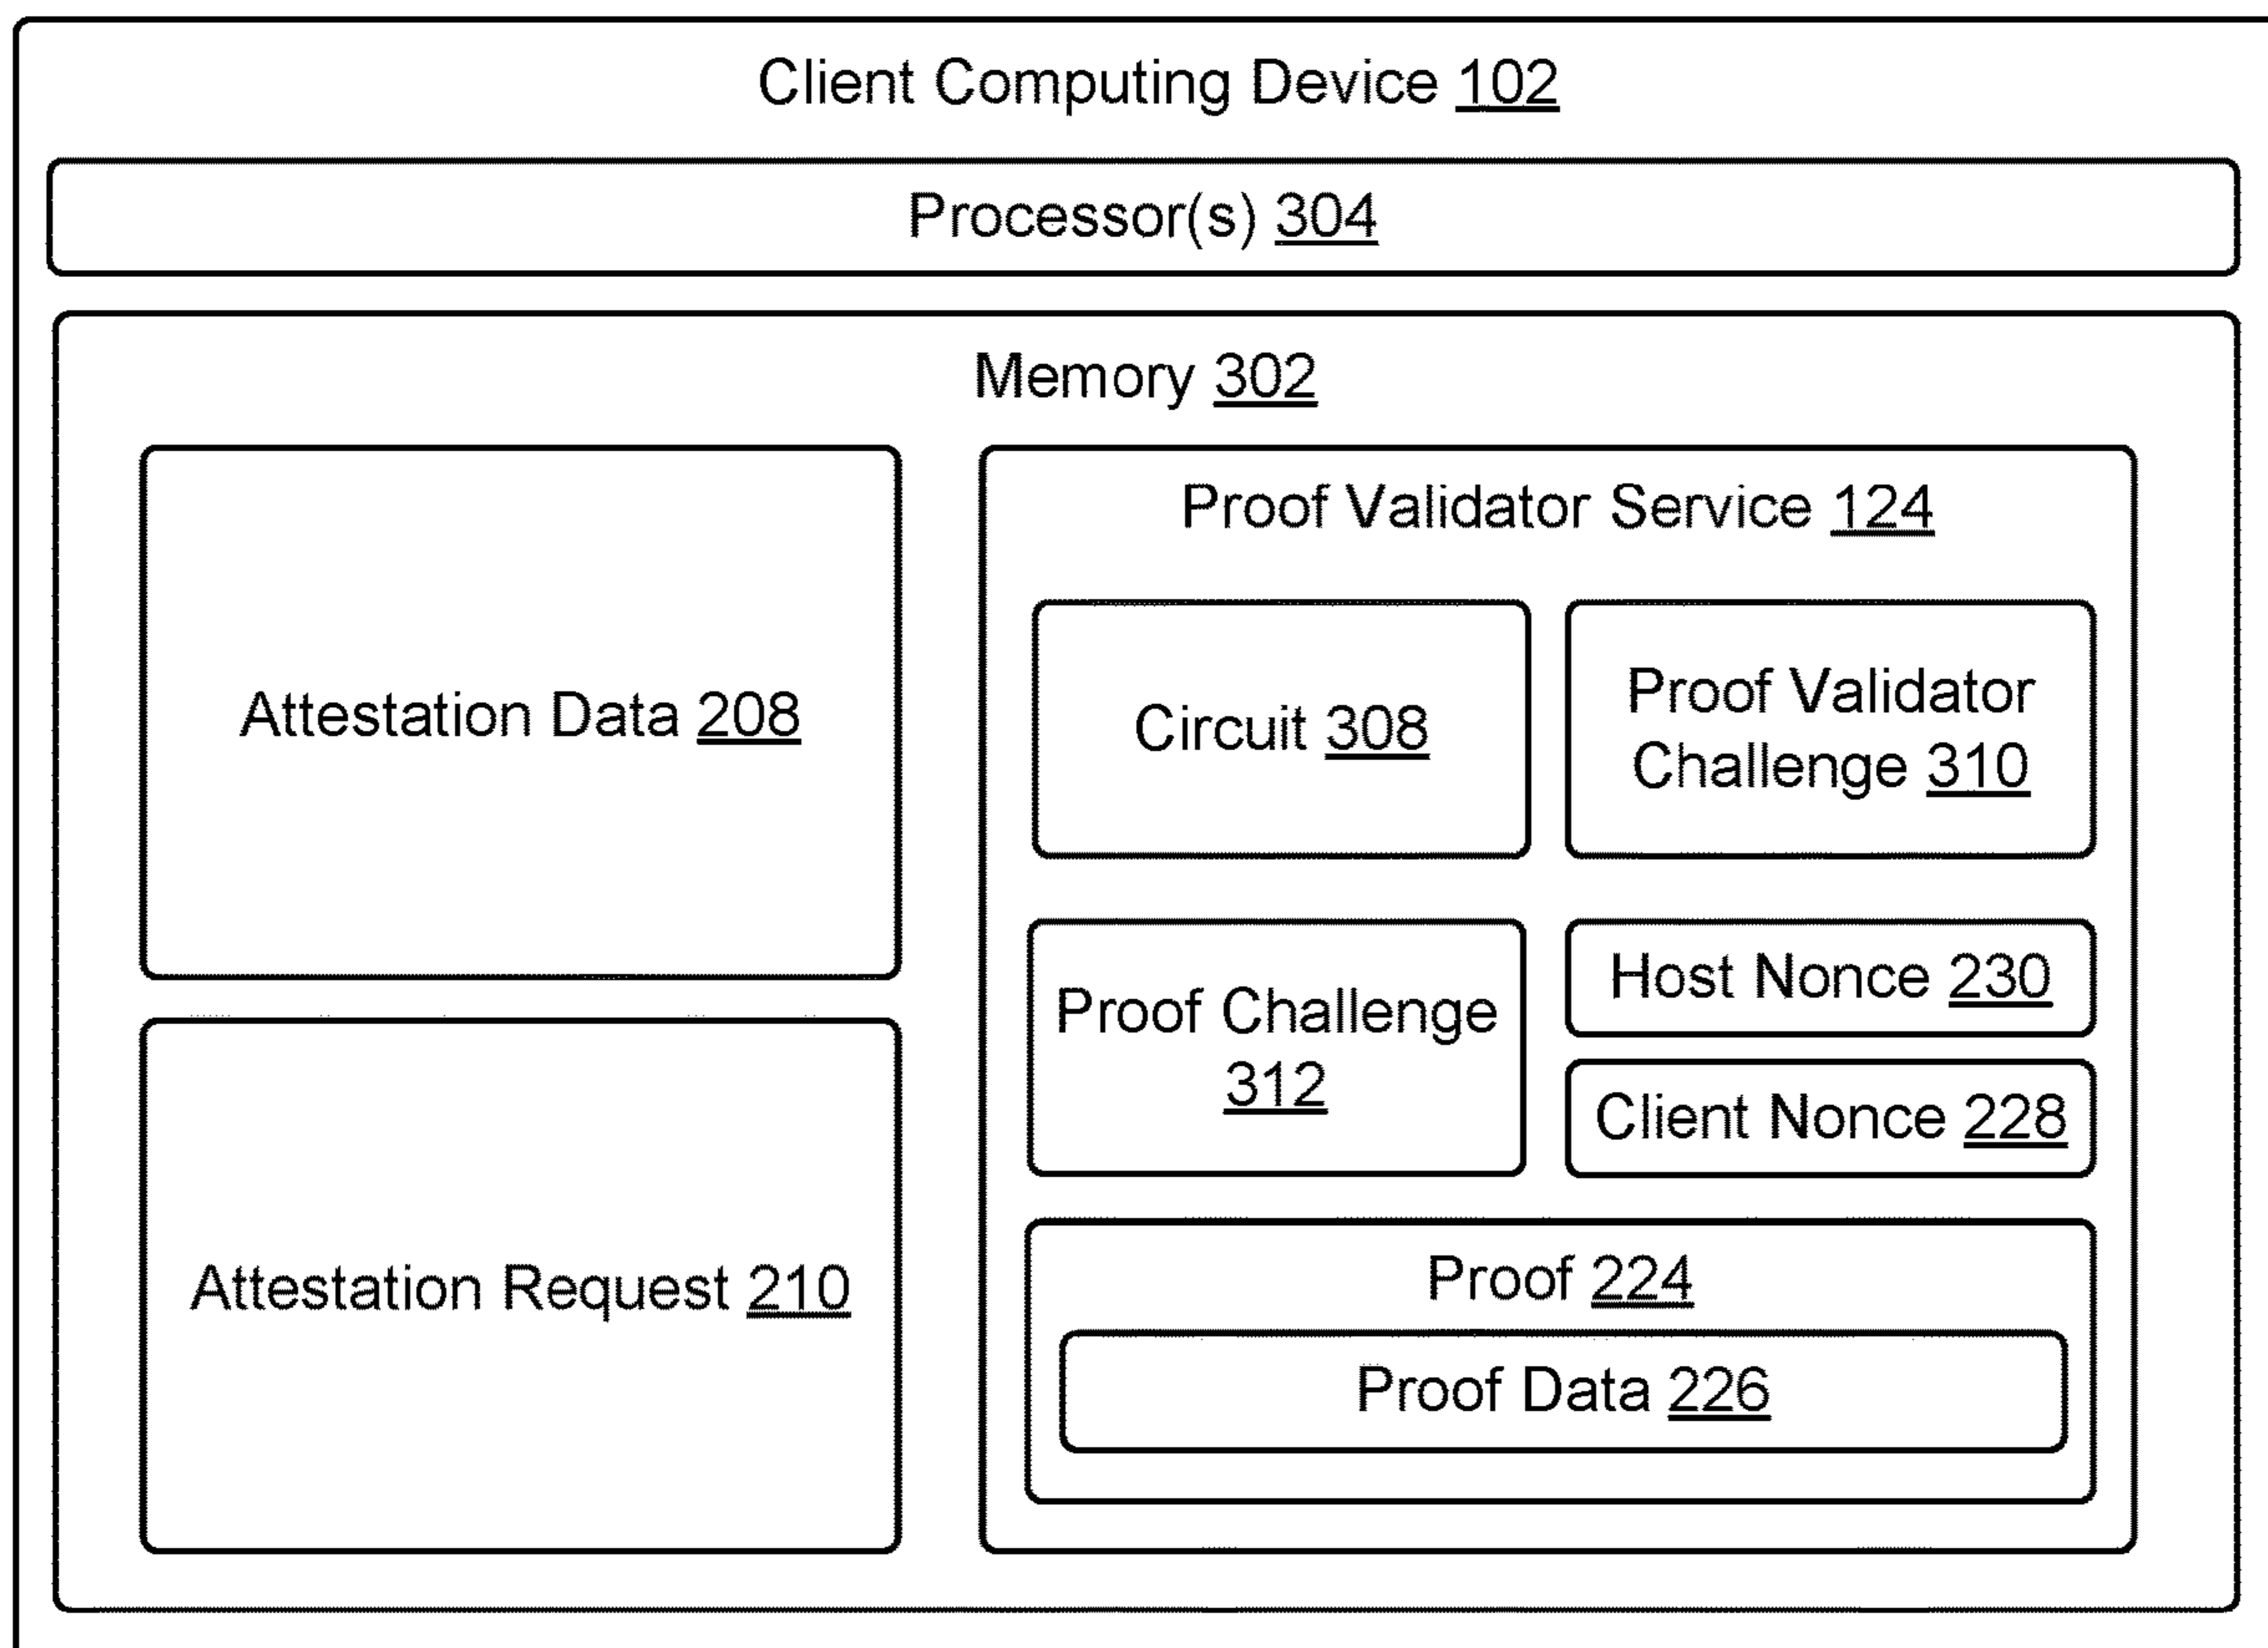 Client Computing Device 102
Processor(s) 304
Memory 302
Attestation Data 208
Attestation Request 210
Proof Validator Service 124
Circuit 308
Proof Validator
Challenge 310
Proof Challenge
312
Host Nonce 230
Client Nonce 228
Proof 224
Proof Data 226